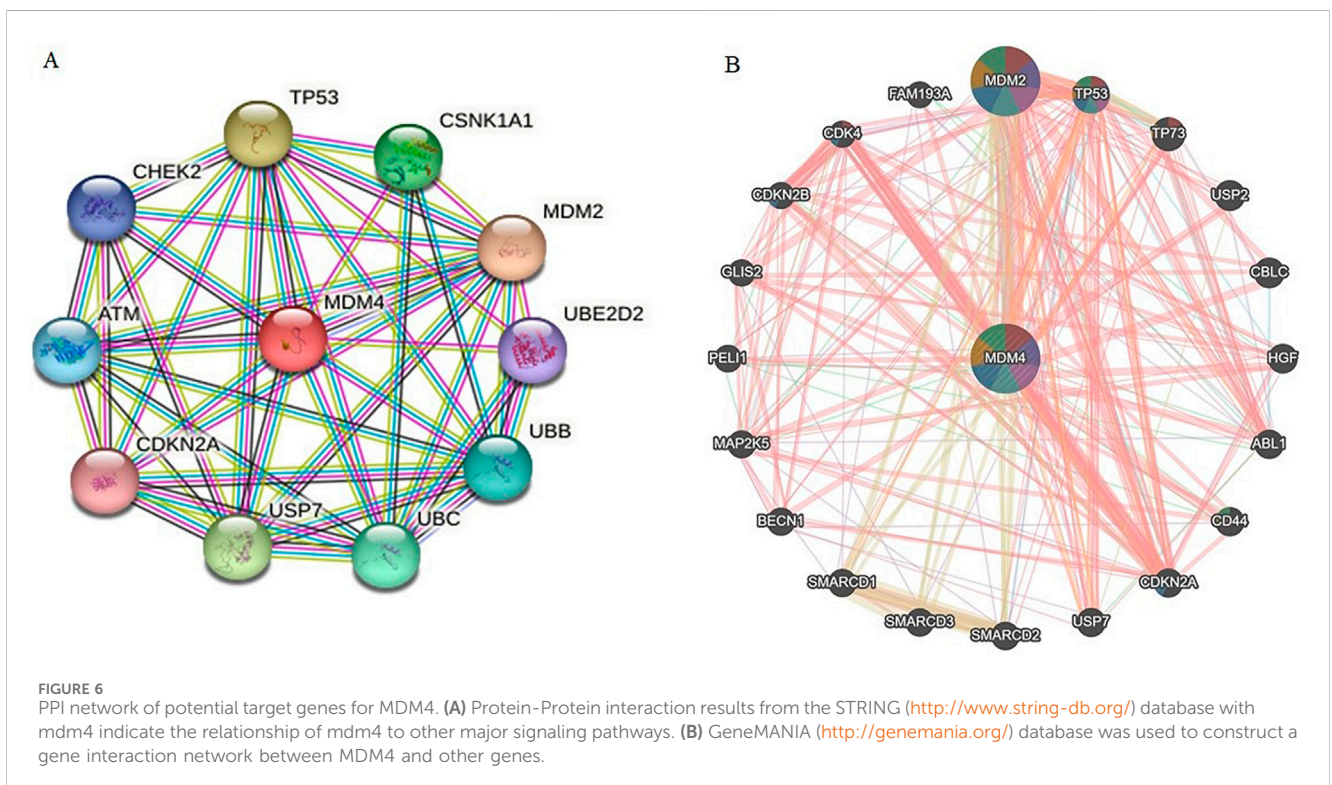 A
TP53
CSNK1A1
CHEK2
MDM2
MDM4
UBE2D2
ATM
UBB
CDKN2A
USP7
UBC
B
MDM2
FAM193A
TP53
CDK4
TP73
CDKN2B
USP2
GLIS2
CBLC
PELI1
MDM4
HGF
MAP2K5
ABL1
BECN1
CD44
SMARCD1
CDKN2A
SMARCD3
USP7
SMARCD2
FIGURE 6
PPI network of potential target genes for MDM4. (A) Protein-Protein interaction results from the STRING (http://www.string-db.org/) database with
mdm4 indicate the relationship of mdm4 to other major signaling pathways. (B) GeneMANIA (http://genemania.org/) database was used to construct a
gene interaction network between MDM4 and other genes.